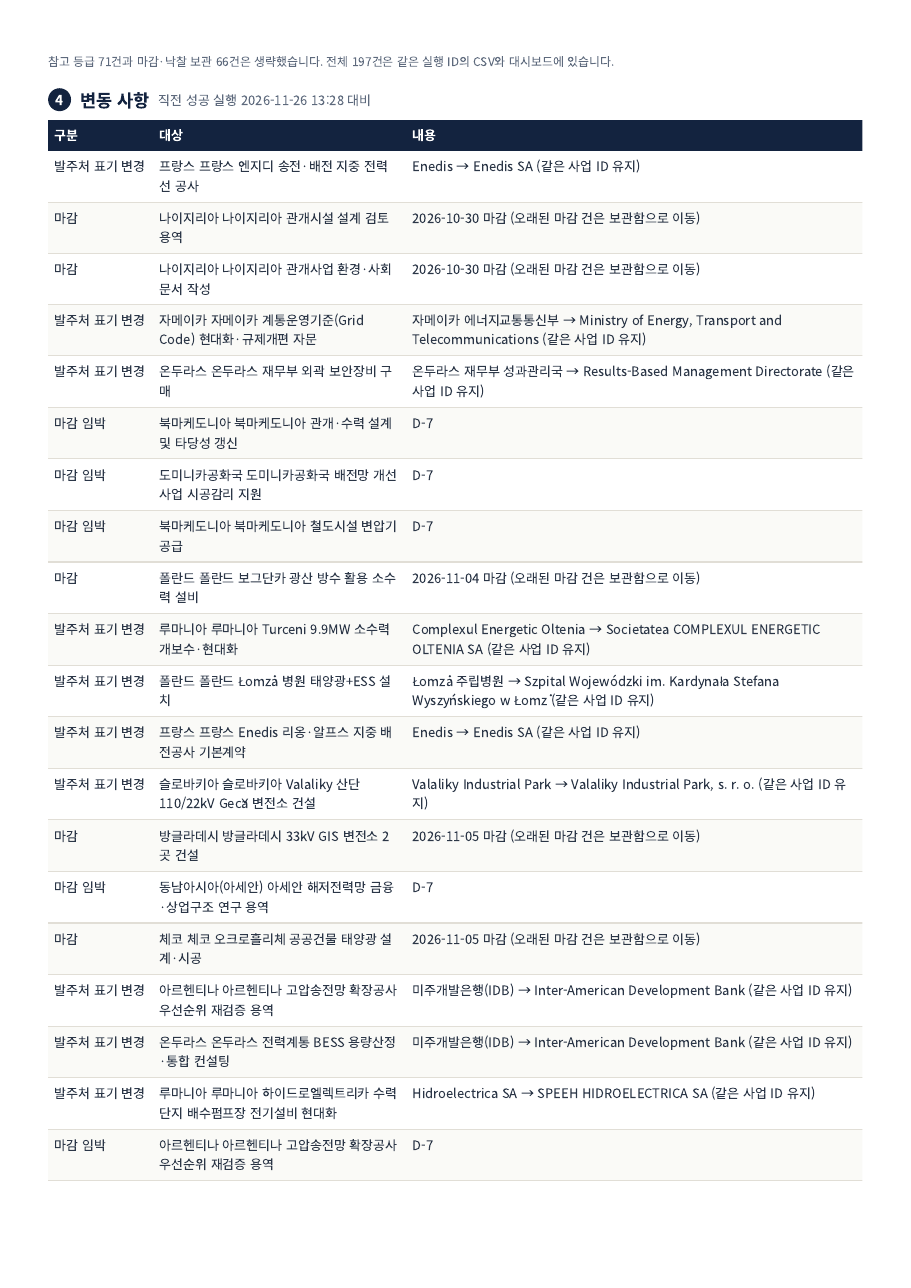 참고 등급 71건과 마감·낙찰 보관 66건은 생략했습니다. 전체 197건은 같은 실행 ID의 CSV와 대시보드에 있습니다.
4 변동 사항 직전 성공 실행 2026-11-26 13:28 대비
구분 대상 내용
발주처 표기 변경 프랑스 프랑스 엔지디 송전·배전 지중 전력 Enedis → Enedis SA (같은 사업 ID 유지)
선 공사
마감 나이지리아 나이지리아 관개시설 설계 검토 2026-10-30 마감 (오래된 마감 건은 보관함으로 이동)
용역
마감 나이지리아 나이지리아 관개사업 환경·사회 2026-10-30 마감 (오래된 마감 건은 보관함으로 이동)
문서 작성
발주처 표기 변경 자메이카 자메이카 계통운영기준(Grid 자메이카 에너지교통통신부 → Ministry of Energy, Transport and
Code) 현대화·규제개편 자문 Telecommunications (같은 사업 ID 유지)
발주처 표기 변경 온두라스 온두라스 재무부 외곽 보안장비 구 온두라스 재무부 성과관리국 → Results-Based Management Directorate (같은
매 사업 ID 유지)
마감 임박 북마케도니아 북마케도니아 관개·수력 설계 D-7
및 타당성 갱신
마감 임박 도미니카공화국 도미니카공화국 배전망 개선 D-7
사업 시공감리 지원
마감 임박 북마케도니아 북마케도니아 철도시설 변압기 D-7
공급
마감 폴란드 폴란드 보그단카 광산 방수 활용 소수 2026-11-04 마감 (오래된 마감 건은 보관함으로 이동)
력 설비
발주처 표기 변경 루마니아 루마니아 Turceni 9.9MW 소수력 Complexul Energetic Oltenia → Societatea COMPLEXUL ENERGETIC
개보수·현대화 OLTENIA SA (같은 사업 ID 유지)
발주처 표기 변경 폴란드 폴란드 Łomża 병원 태양광+ESS 설 Łomża 주립병원 → Szpital Wojewódzki im. Kardynała Stefana
치 Wyszyńskiego w Łomż (같은 사업 ID 유지)
발주처 표기 변경 프랑스 프랑스 Enedis 리옹·알프스 지중 배 Enedis → Enedis SA (같은 사업 ID 유지)
전공사 기본계약
발주처 표기 변경 슬로바키아 슬로바키아 Valaliky 산단 Valaliky Industrial Park → Valaliky Industrial Park, s. r. o. (같은 사업 ID 유
110/22kV Geča 변전소 건설 지)
마감 방글라데시 방글라데시 33kV GIS 변전소 2 2026-11-05 마감 (오래된 마감 건은 보관함으로 이동)
곳 건설
마감 임박 동남아시아(아세안) 아세안 해저전력망 금융 D-7
·상업구조 연구 용역
마감 체코 체코 오크로흘리체 공공건물 태양광 설 2026-11-05 마감 (오래된 마감 건은 보관함으로 이동)
계·시공
발주처 표기 변경 아르헨티나 아르헨티나 고압송전망 확장공사 미주개발은행(IDB) → Inter-American Development Bank (같은 사업 ID 유지)
우선순위 재검증 용역
발주처 표기 변경 온두라스 온두라스 전력계통 BESS 용량산정 미주개발은행(IDB) → Inter-American Development Bank (같은 사업 ID 유지)
·통합 컨설팅
발주처 표기 변경 루마니아 루마니아 하이드로엘렉트리카 수력 Hidroelectrica SA → SPEEH HIDROELECTRICA SA (같은 사업 ID 유지)
단지 배수펌프장 전기설비 현대화
마감 임박 아르헨티나 아르헨티나 고압송전망 확장공사 D-7
우선순위 재검증 용역